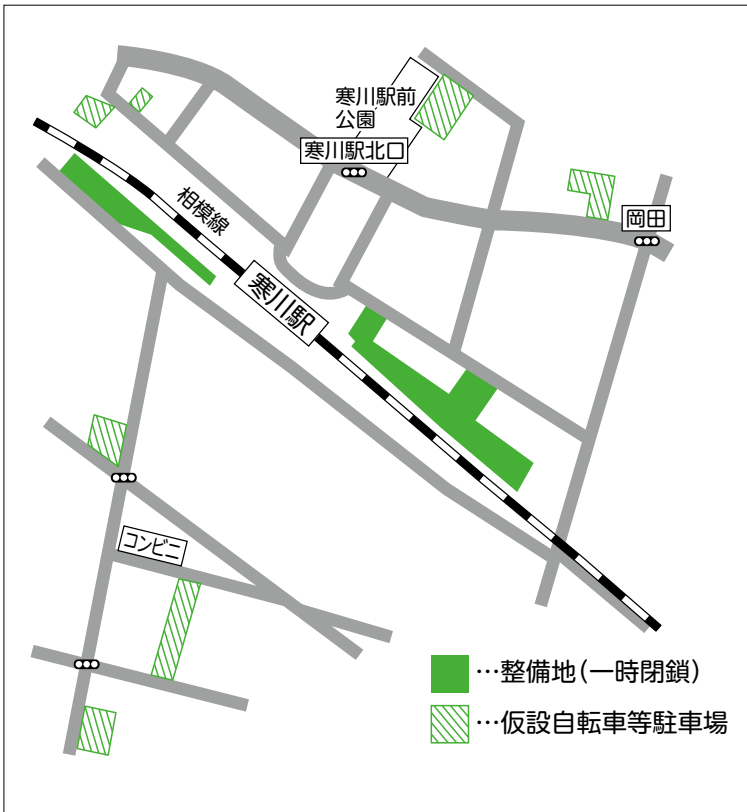 寒川駅前
公園
寒川駅北口
岡田
相模線
寒川駅
コンビニ
…整備地(一時閉鎖)
…仮設自転車等駐車場